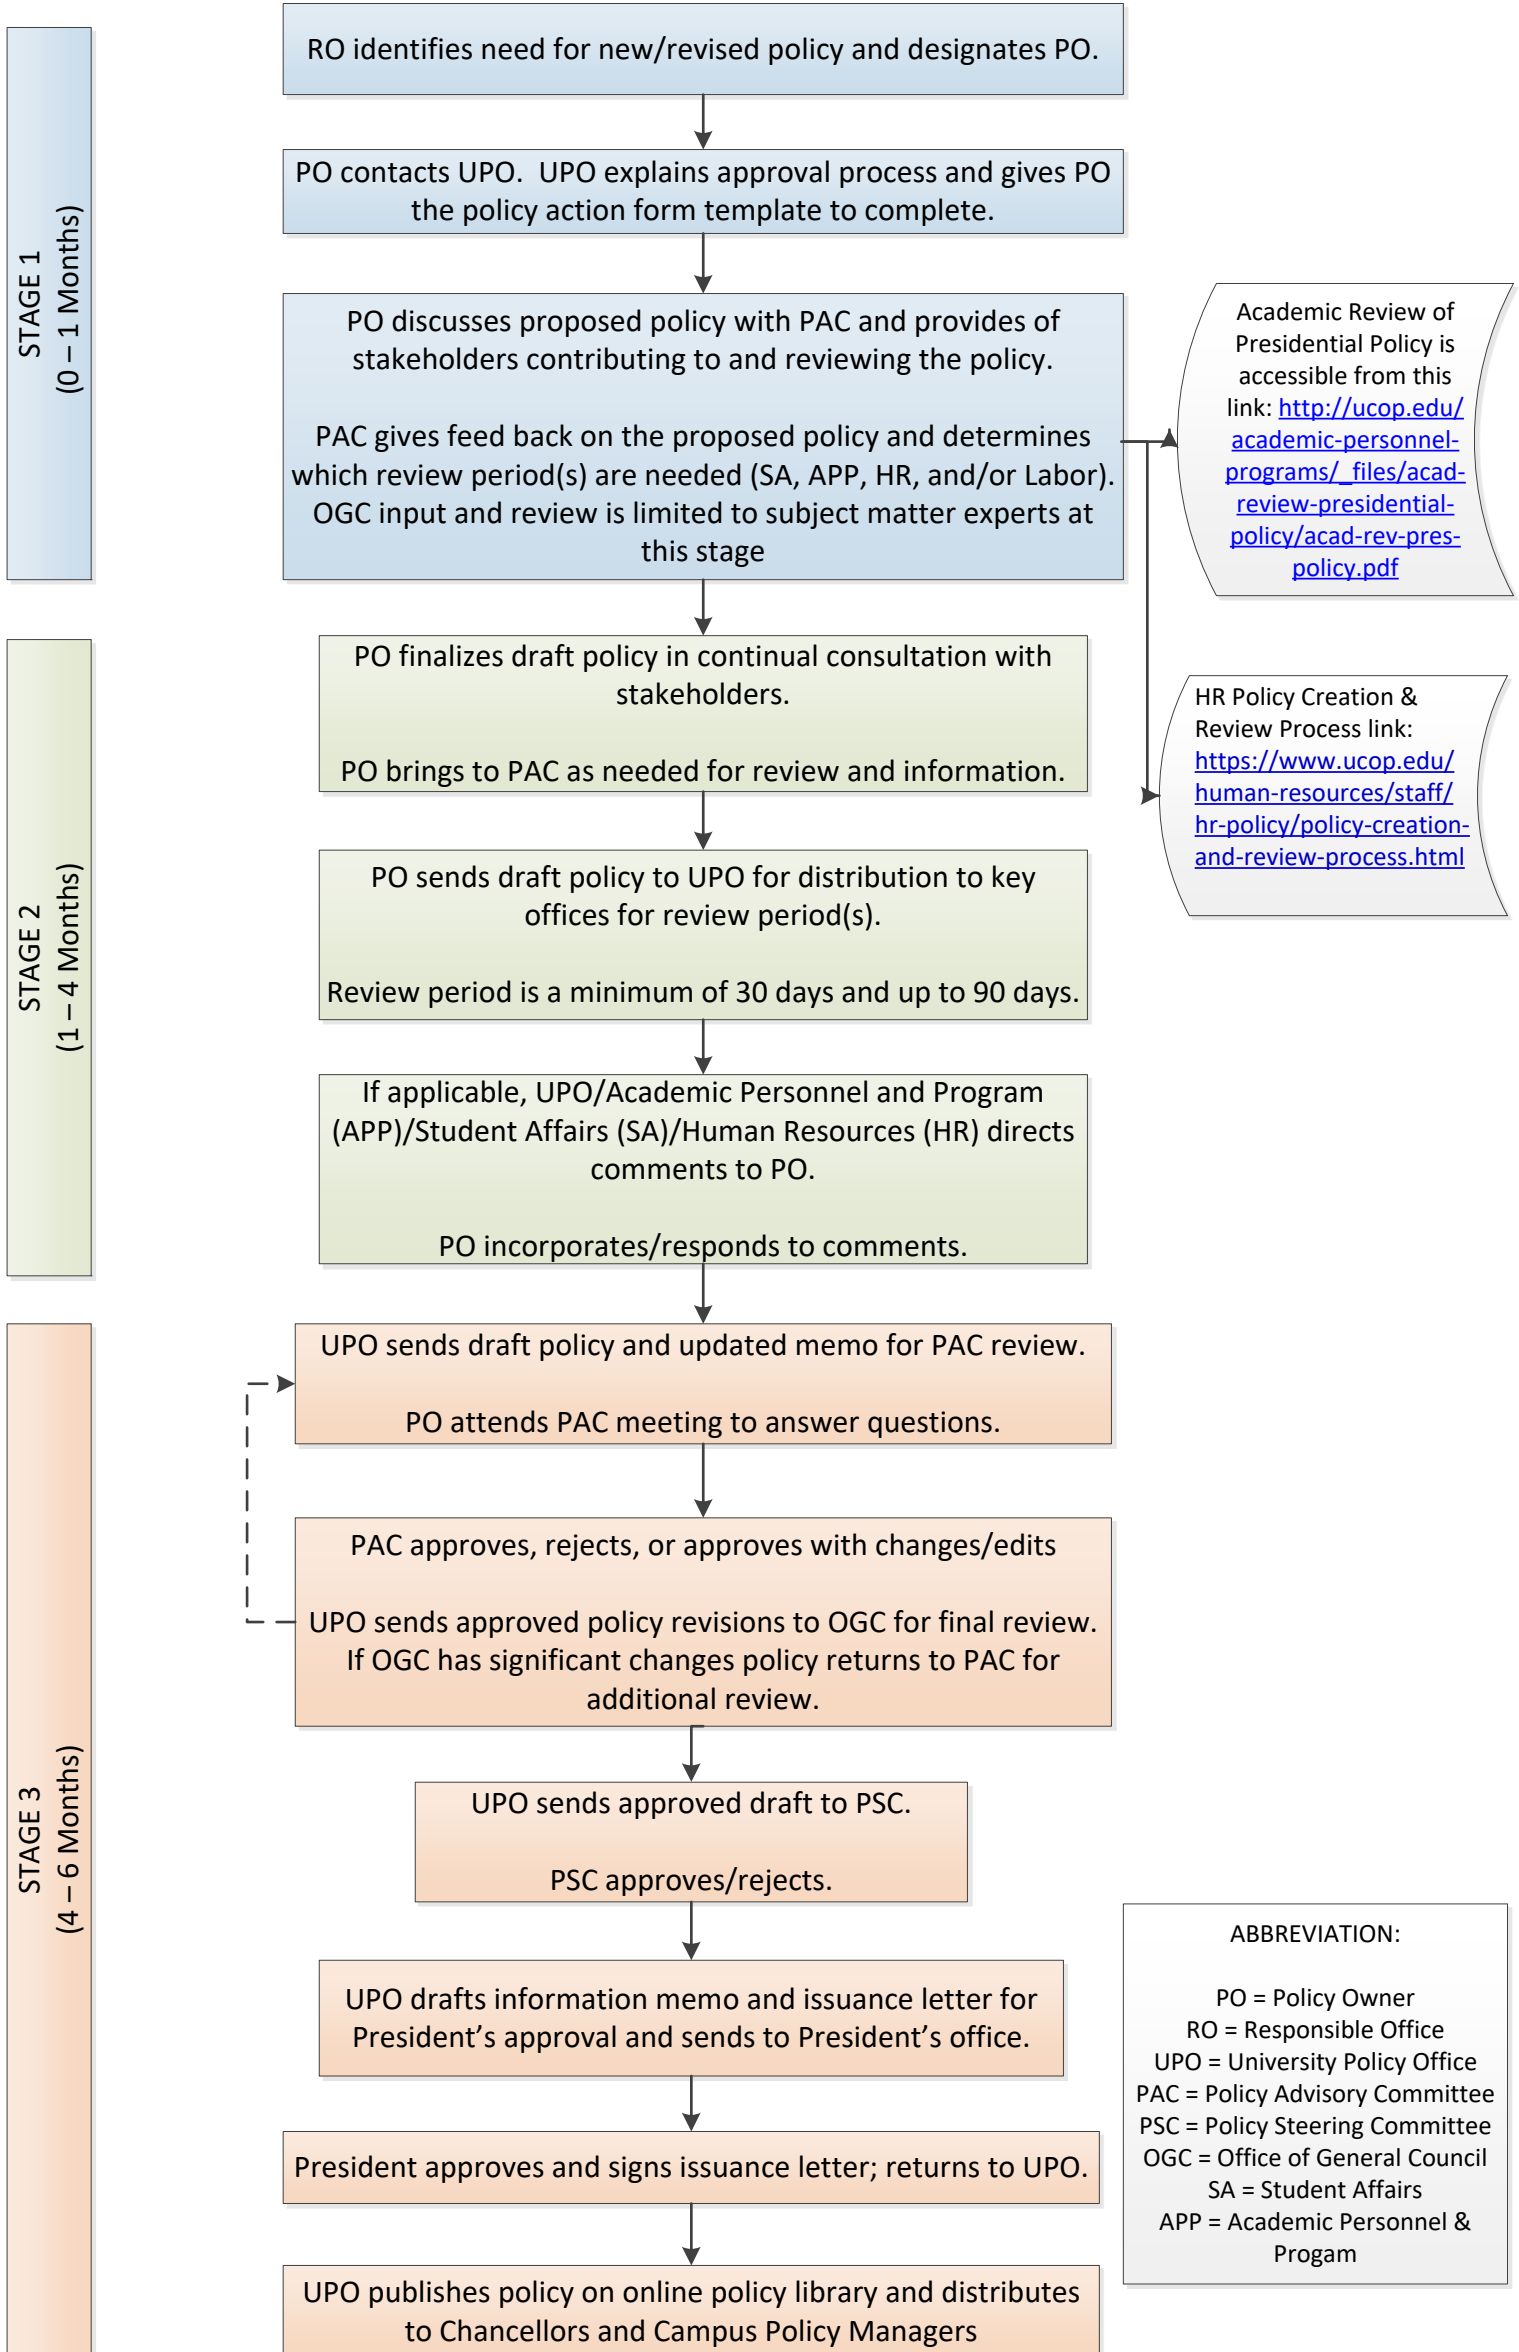 RO identifies need for new/revised policy and designates PO.
STAGE 1
(0 – 1 Months)
PO contacts UPO.  UPO explains approval process and gives PO
the policy action form template to complete.
PO discusses proposed policy with PAC and provides of
stakeholders contributing to and reviewing the policy.
PAC gives feed back on the proposed policy and determines
which review period(s) are needed (SA, APP, HR, and/or Labor).
OGC input and review is limited to subject matter experts at
this stage
Academic Review of
Presidential Policy is
accessible from this
link: http://ucop.edu/
academic-personnel-
programs/_files/acad-
review-presidential-
policy/acad-rev-pres-
policy.pdf
HR Policy Creation &
Review Process link:
https://www.ucop.edu/
human-resources/staff/
hr-policy/policy-creation-
and-review-process.html
STAGE 2
(1 – 4 Months)
PO finalizes draft policy in continual consultation with
stakeholders.
PO brings to PAC as needed for review and information.
PO sends draft policy to UPO for distribution to key
offices for review period(s).
Review period is a minimum of 30 days and up to 90 days.
If applicable, UPO/Academic Personnel and Program
(APP)/Student Affairs (SA)/Human Resources (HR) directs
comments to PO.
PO incorporates/responds to comments.
STAGE 3
(4 – 6 Months)
UPO sends draft policy and updated memo for PAC review.
PO attends PAC meeting to answer questions.
PAC approves, rejects, or approves with changes/edits
UPO sends approved policy revisions to OGC for final review.
If OGC has significant changes policy returns to PAC for
additional review.
UPO sends approved draft to PSC.
PSC approves/rejects.
UPO drafts information memo and issuance letter for
President’s approval and sends to President’s office.
President approves and signs issuance letter; returns to UPO.
UPO publishes policy on online policy library and distributes
to Chancellors and Campus Policy Managers
ABBREVIATION:
PO = Policy Owner
RO = Responsible Office
UPO = University Policy Office
PAC = Policy Advisory Committee
PSC = Policy Steering Committee
OGC = Office of General Council
SA = Student Affairs
APP = Academic Personnel &
Progam